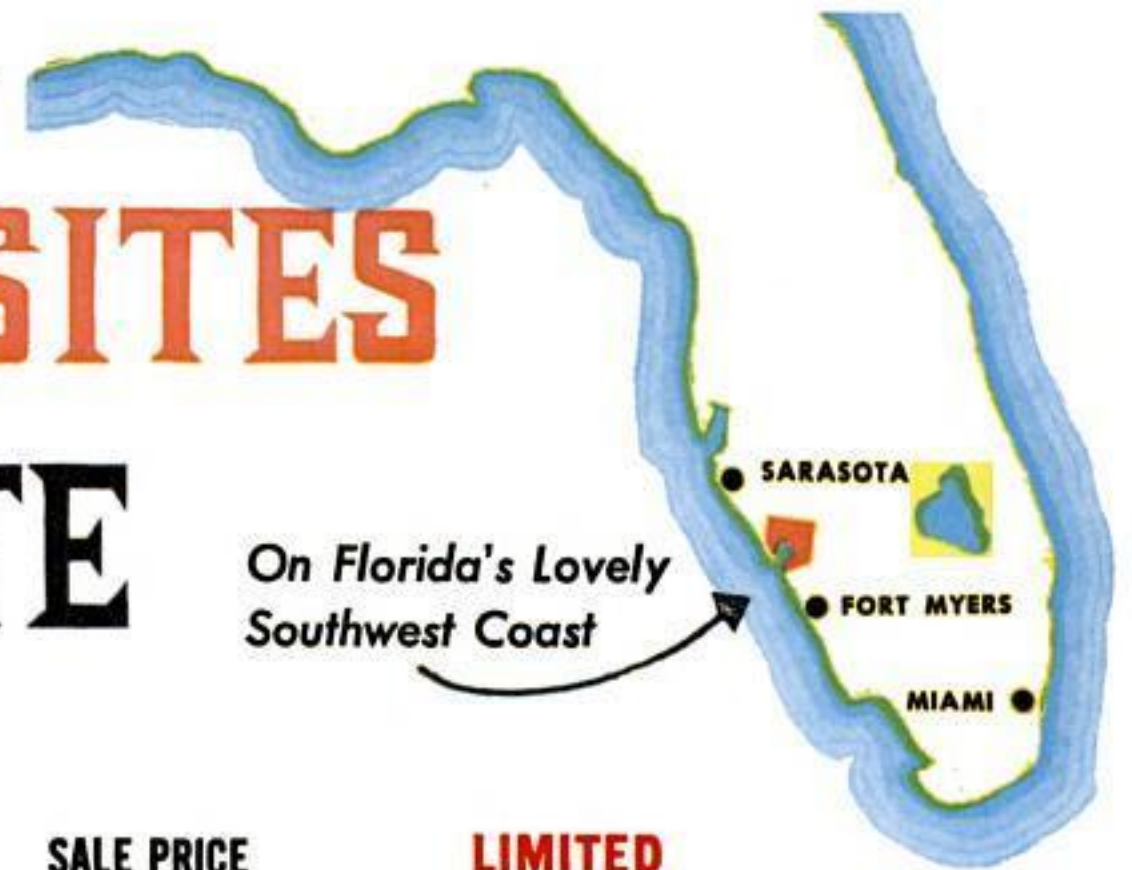 SITES
TE
On Florida's Lovely
Southwest Coast
SARASOTA
FORT MYERS
MIAMI
SALE PRICE
LIMITED